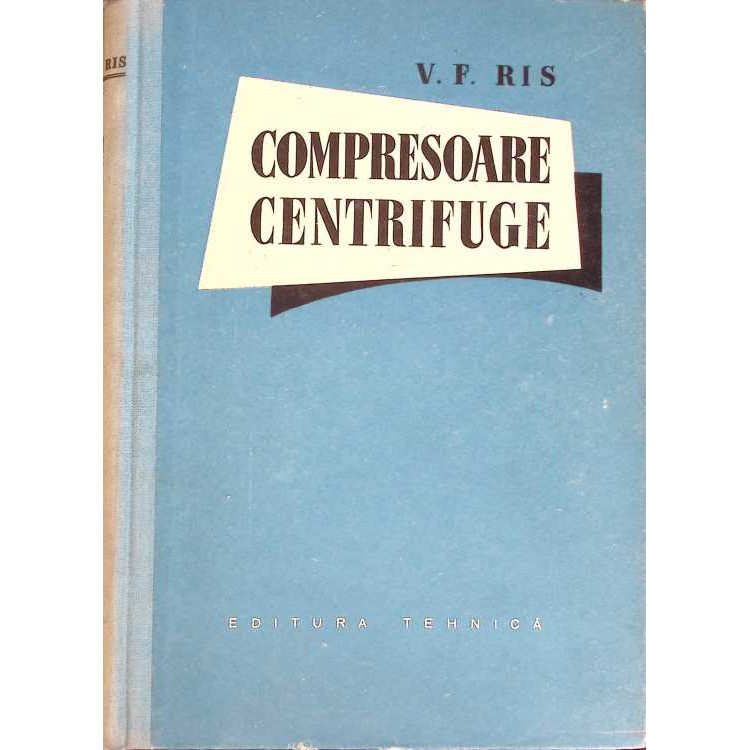 RIS
V. F. RIS
COMPRESOARE
CENTRIFUGE
EDITURA TEHNICĂ